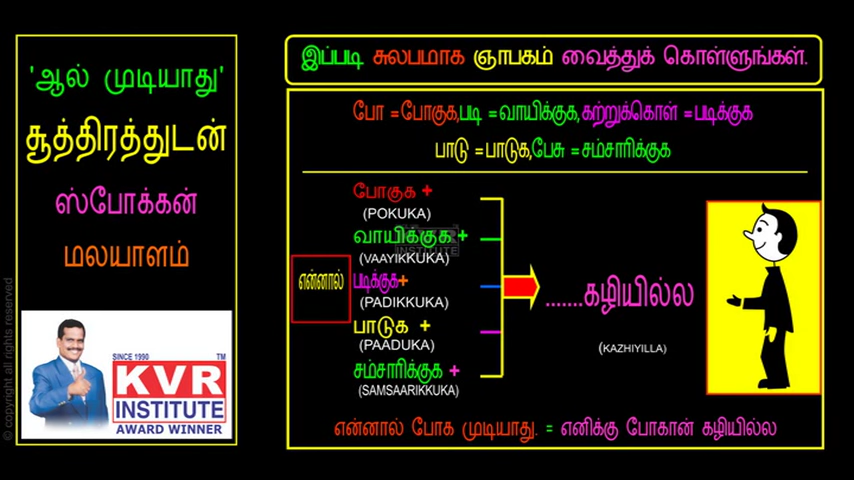 'ஆல் முடியாது'
சூத்திரத்துடன்
ஸ்போக்கன்
மலயாளம்
SINCE 1990
TM
KVR
INSTITUTE
AWARD WINNER
© copyright all rights reserved
இப்படி சுலபமாக ஞாபகம் வைத்துக் கொள்ளுங்கள்.
போ =போகுக,படி =வாயிக்குக,கற்றுக்கொள் =படிக்குக
பாடு =பாடுக,பேசு =சம்சாரிக்குக
போகுக +
(POKUKA)
வாயிக்குக +
(VAAYIKKUKA)
KVR
INSTITUTE
என்னால் படிக்குக+
(PADIKKUKA)
பாடுக +
(PAADUKA)
சம்சாரிக்குக +
(SAMSAARIKKUKA)
.......கழியில்ல
(KAZHIYILLA)
என்னால் போக முடியாது. = எனிக்கு போகான் கழியில்ல